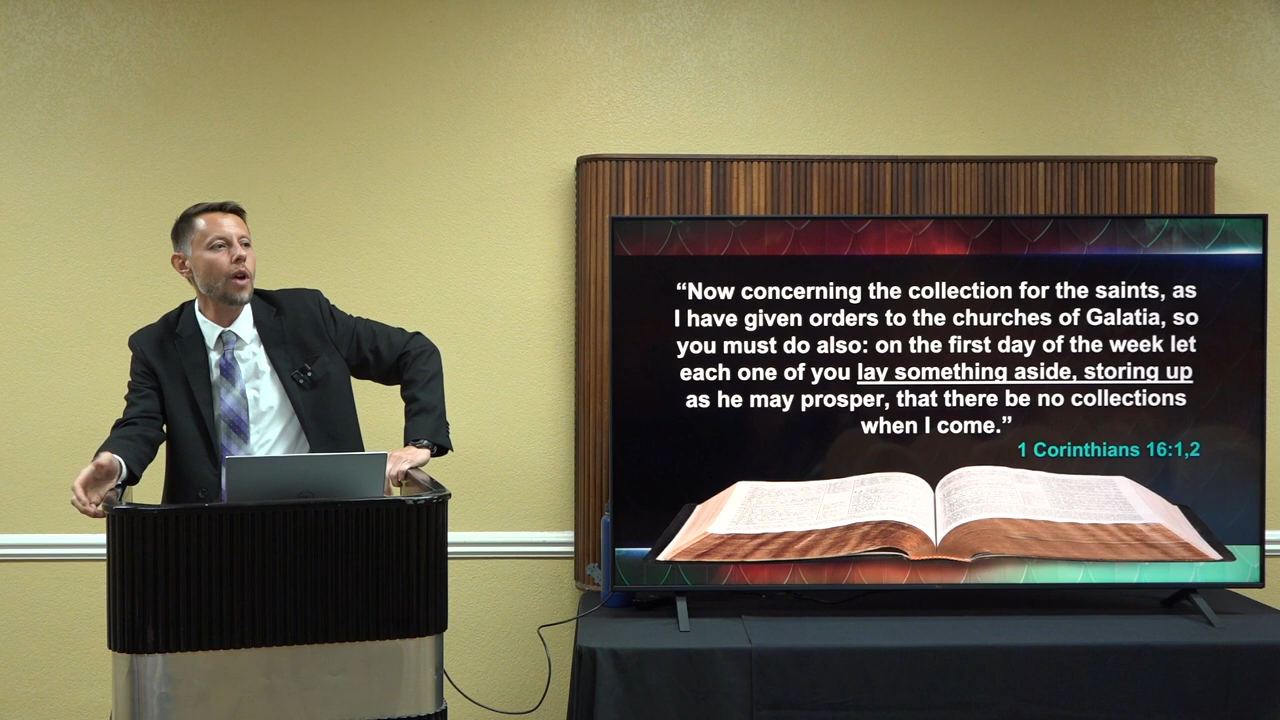 “Now concerning the collection for the saints, as
I have given orders to the churches of Galatia, so
you must do also: on the first day of the week let
each one of you lay something aside, storing up
as he may prosper, that there be no collections
when I come.”
1 Corinthians 16:1,2